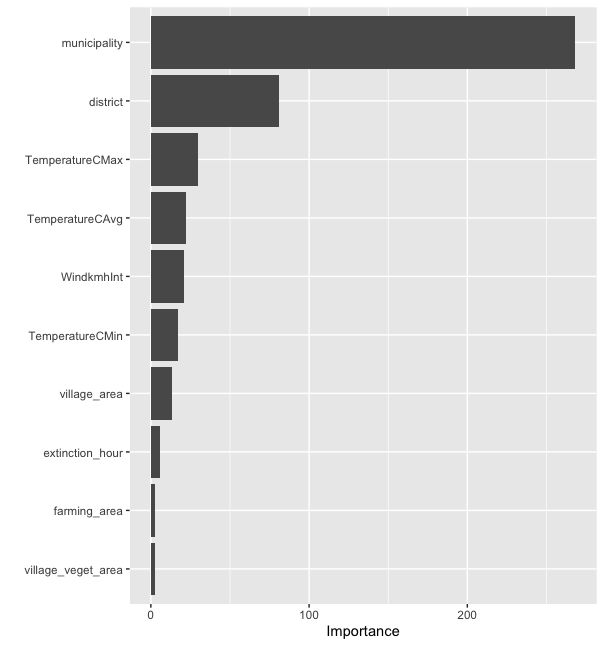 municipality
district
TemperatureCMax
TemperatureCAvg
WindkmhInt
TemperatureCMin
village_area
extinction_hour
farming_area
village_veget_area
0 100 200
Importance